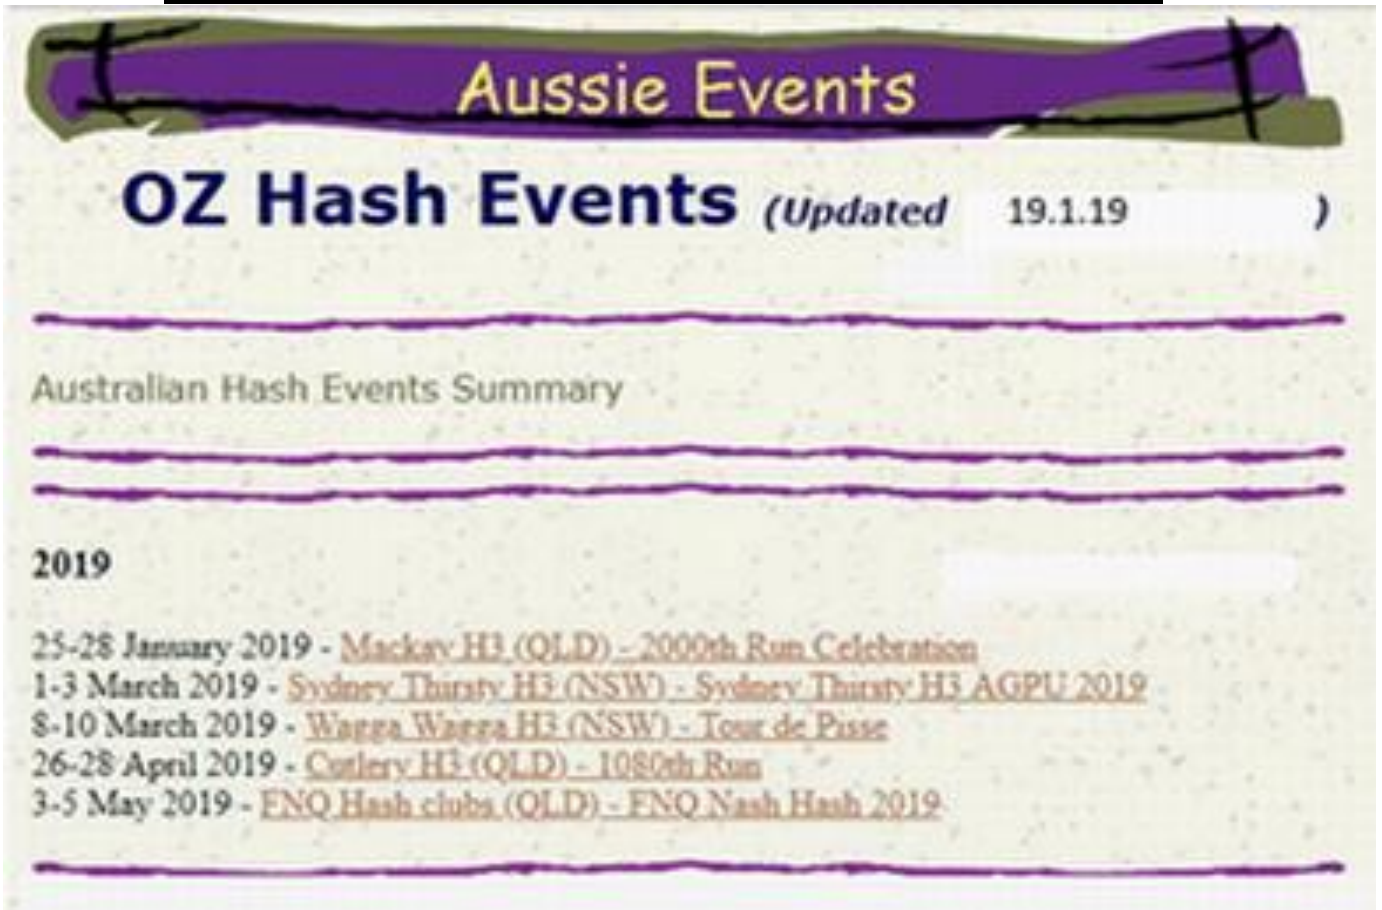 Aussie Events
OZ Hash Events (Updated 19.1.19 )
Australian Hash Events Summary
2019
25-28 January 2019 - Mackay H3 (QLD) - 2000th Run Celebration
1-3 March 2019 - Sydney Thirsty H3 (NSW) - Sydney Thirsty H3 AGPU 2019
8-10 March 2019 - Wagga Wagga H3 (NSW) - Tour de Pisse
26-28 April 2019 - Cutlery H3 (QLD) - 1080th Run
3-5 May 2019 - FNQ Hash clubs (QLD) - FNQ Nash Hash 2019